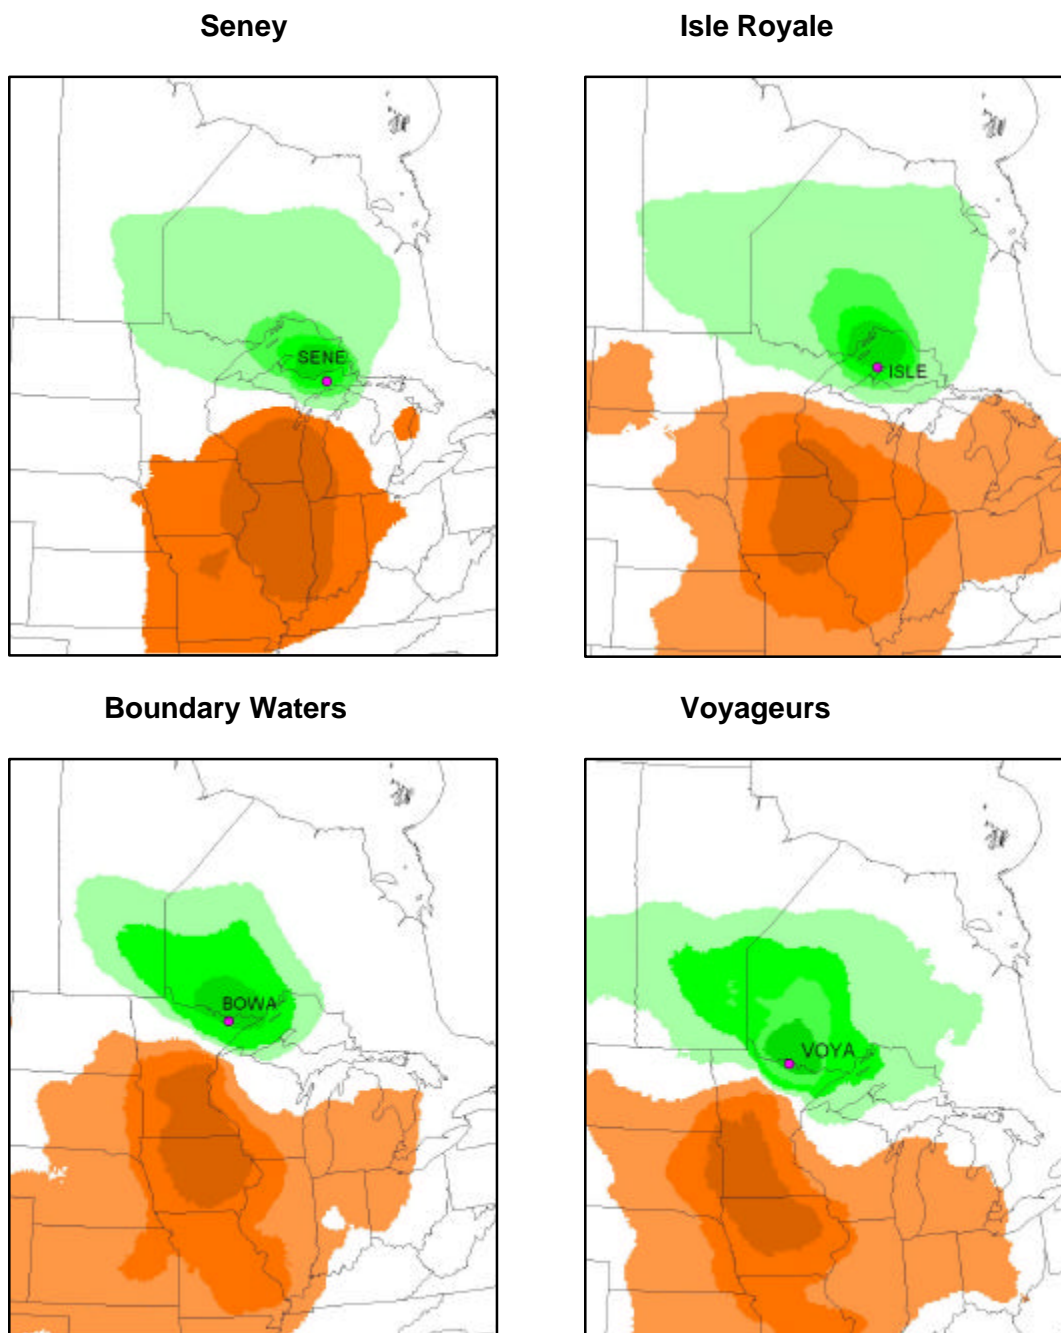 Seney
Isle Royale
SENE
ISLE
Boundary Waters
Voyageurs
BOWA
VOYA